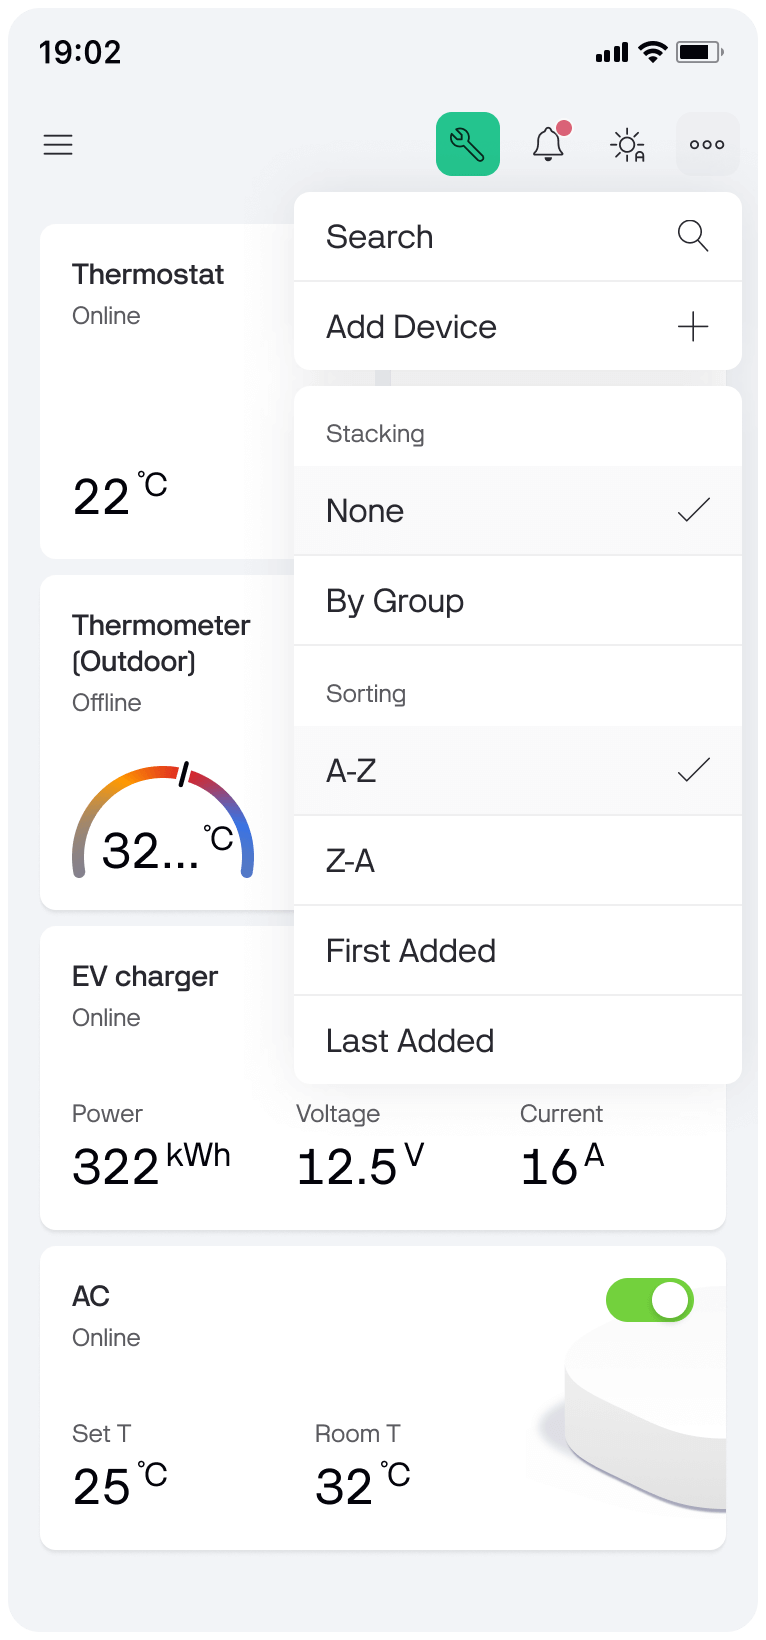 19:02
A
Search
Add Device
Stacking
None
By Group
Sorting
A-Z
Z-A
First Added
Last Added
Thermostat
Online
22 °C
Thermometer
(Outdoor)
Offline
32... °C
EV charger
Online
Power Voltage Current
322 kWh 12.5 V 16 A
AC
Online
Set T Room T
25 °C 32 °C